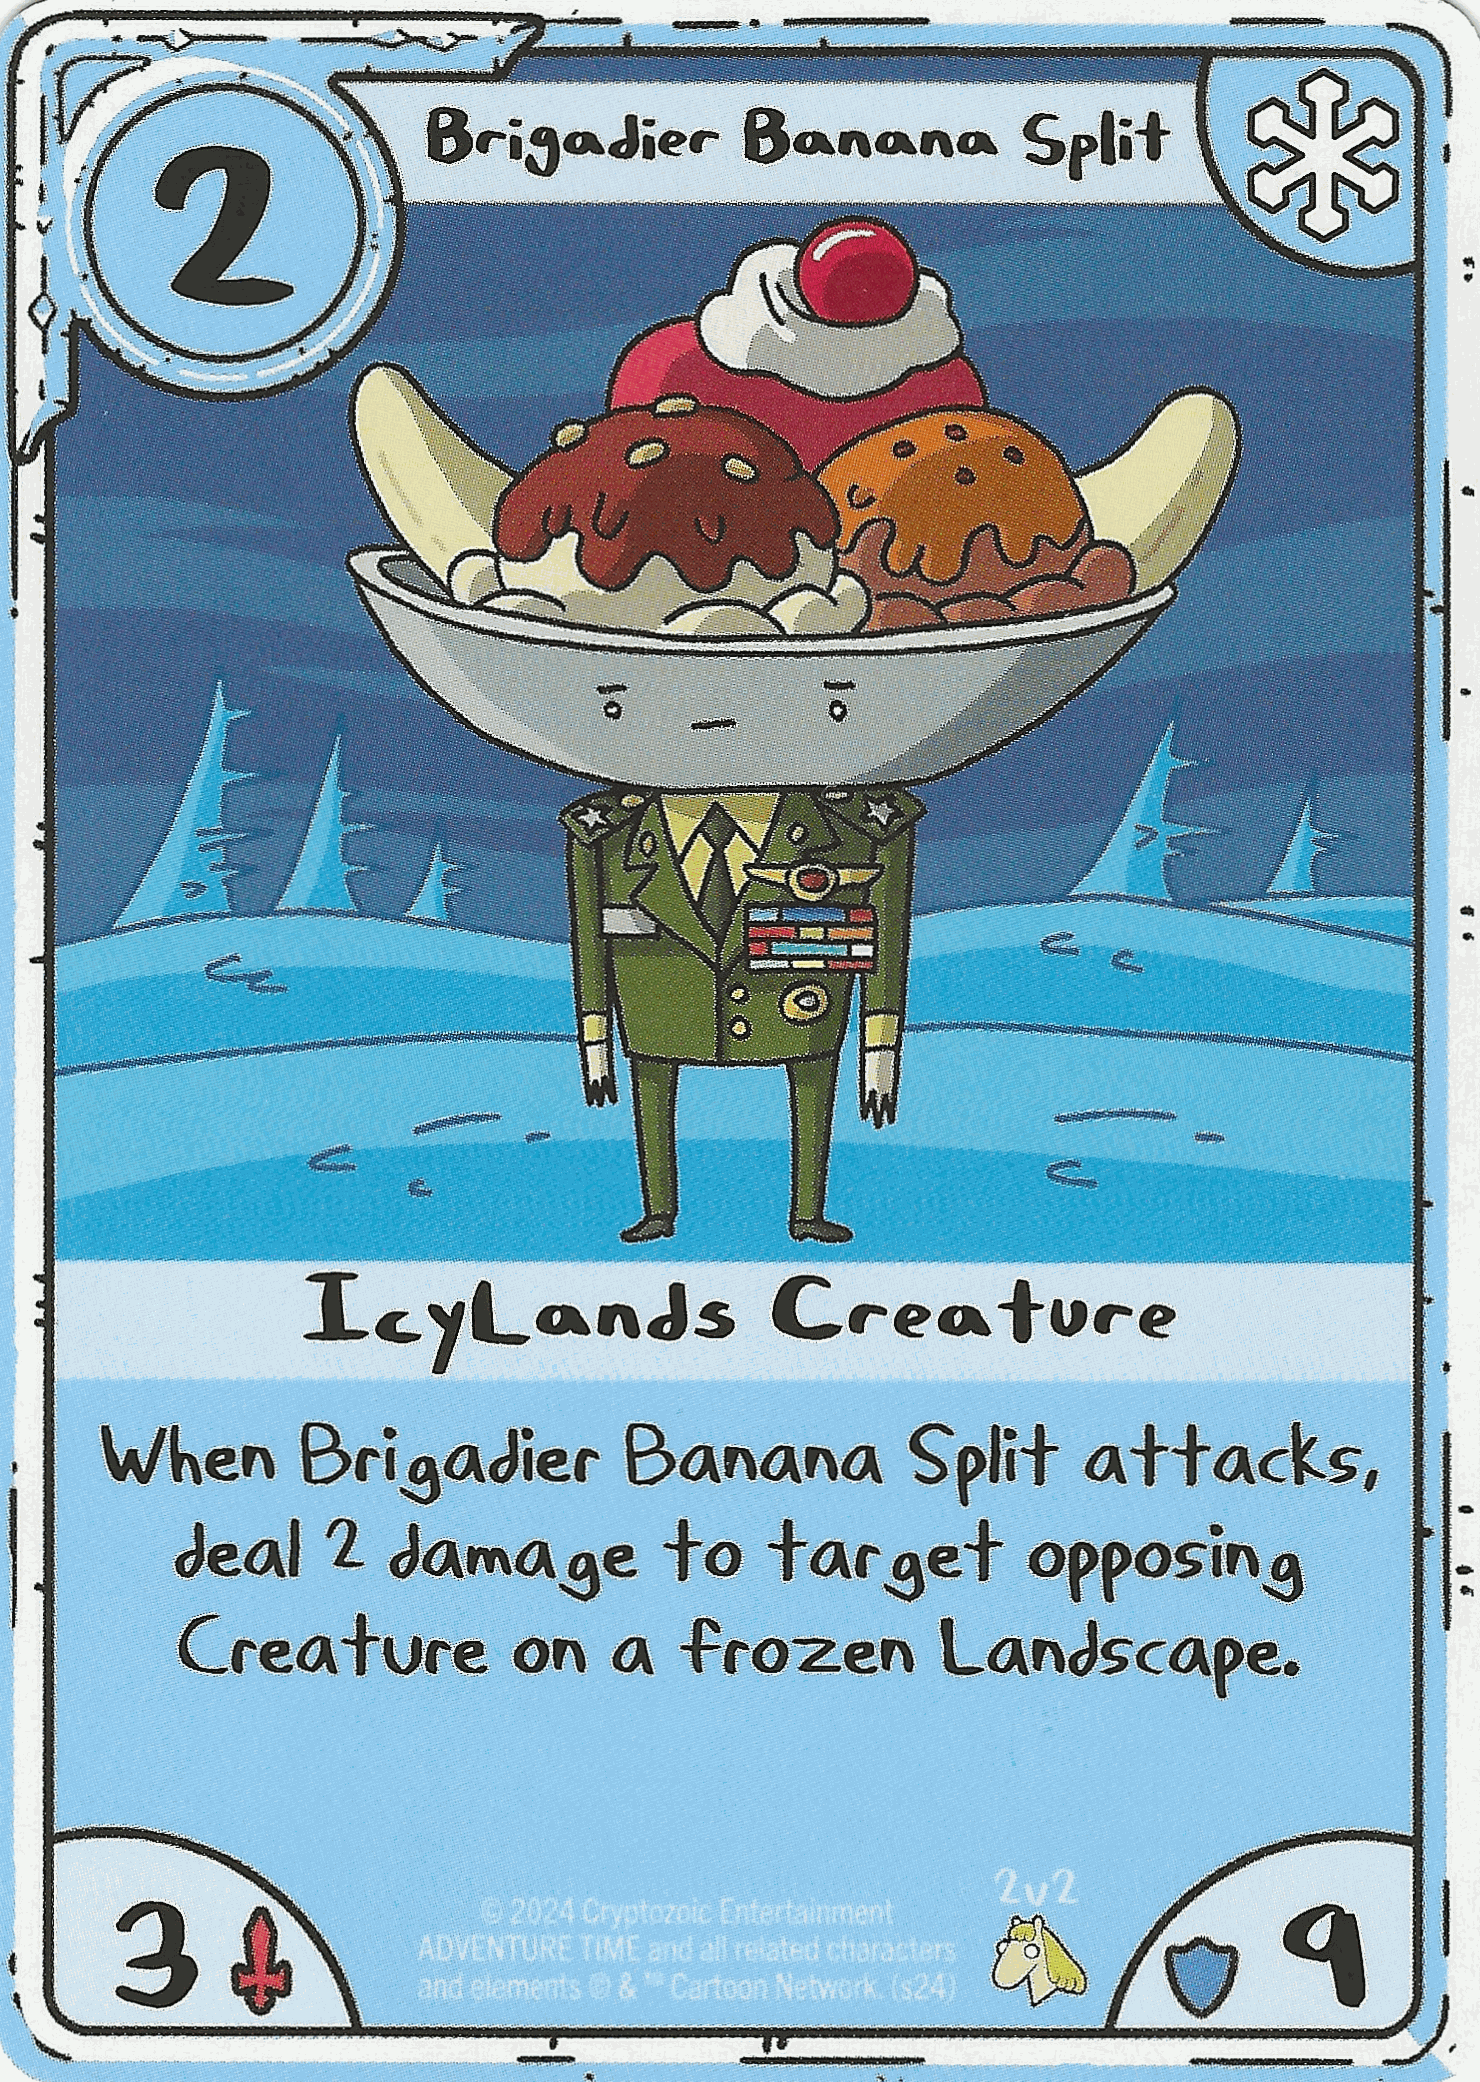 2
Brigadier Banana Split
IcyLands Creature
When Brigadier Banana Split attacks,
deal 2 damage to target opposing
Creature on a frozen Landscape.
3
© 2024 Cryptozoic Entertainment
ADVENTURE TIME and all related characters
and elements © & ™ Cartoon Network. (s24)
2v2
9